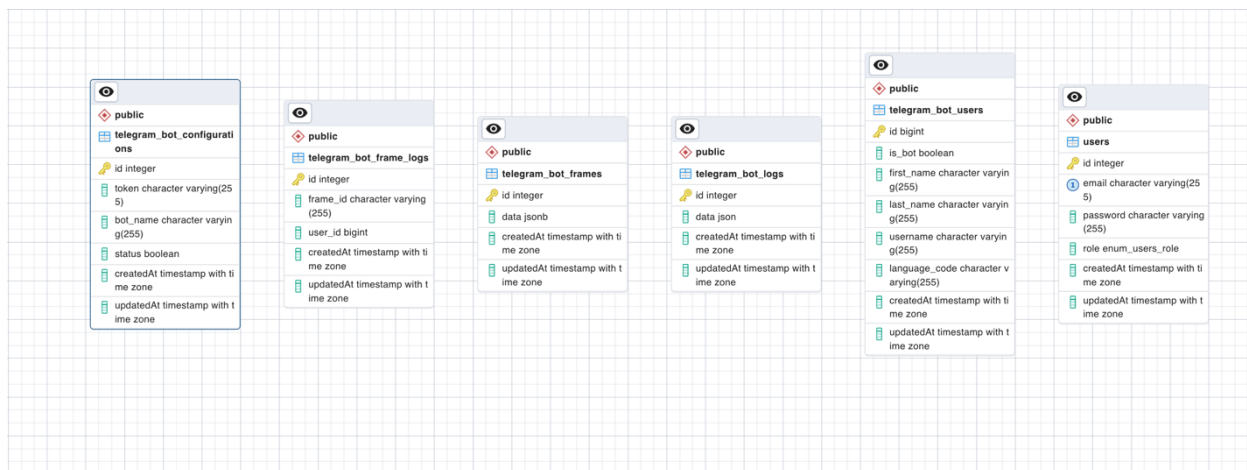 public
telegram_bot_configurati
ons
id integer
token character varying(25
5)
bot_name character varyin
g(255)
status boolean
createdAt timestamp with ti
me zone
updatedAt timestamp with t
ime zone
public
telegram_bot_frame_logs
id integer
frame_id character varying
(255)
user_id bigint
createdAt timestamp with ti
me zone
updatedAt timestamp with t
ime zone
public
telegram_bot_frames
id integer
data jsonb
createdAt timestamp with ti
me zone
updatedAt timestamp with t
ime zone
public
telegram_bot_logs
id integer
data json
createdAt timestamp with ti
me zone
updatedAt timestamp with t
ime zone
public
telegram_bot_users
id bigint
is_bot boolean
first_name character varyin
g(255)
last_name character varyin
g(255)
username character varyin
g(255)
language_code character v
arying(255)
createdAt timestamp with ti
me zone
updatedAt timestamp with t
ime zone
public
users
id integer
1
email character varying(25
5)
password character varying
(255)
role enum_users_role
createdAt timestamp with ti
me zone
updatedAt timestamp with t
ime zone